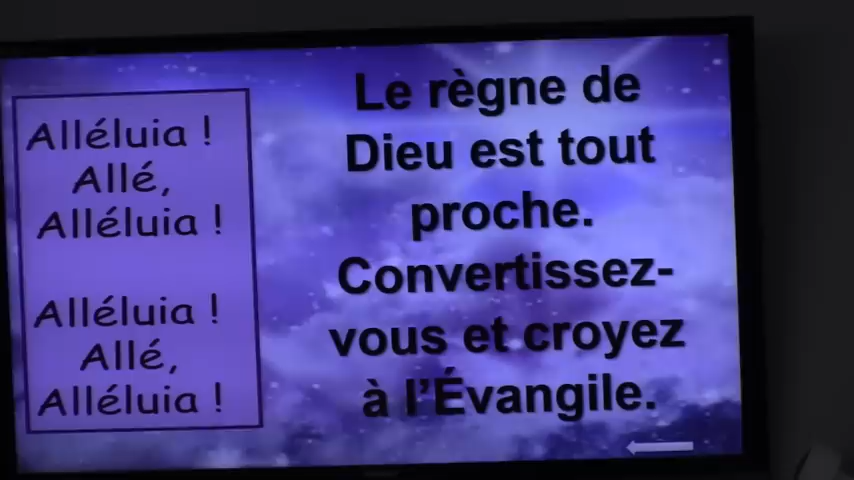 Alléluia !
Allé,
Alléluia !
Alléluia !
Allé,
Alléluia !
Le règne de
Dieu est tout
proche.
Convertissez-
vous et croyez
à l'Évangile.